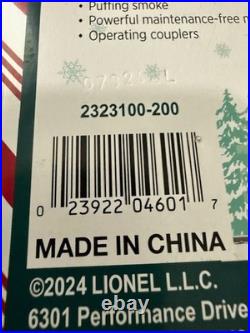 • Puffing smoke
• Powerful maintenance-free
• Operating couplers
2323100-200
0 23922 04601 7
MADE IN CHINA
©2024 LIONEL L.L.C.
6301 Performance Drive